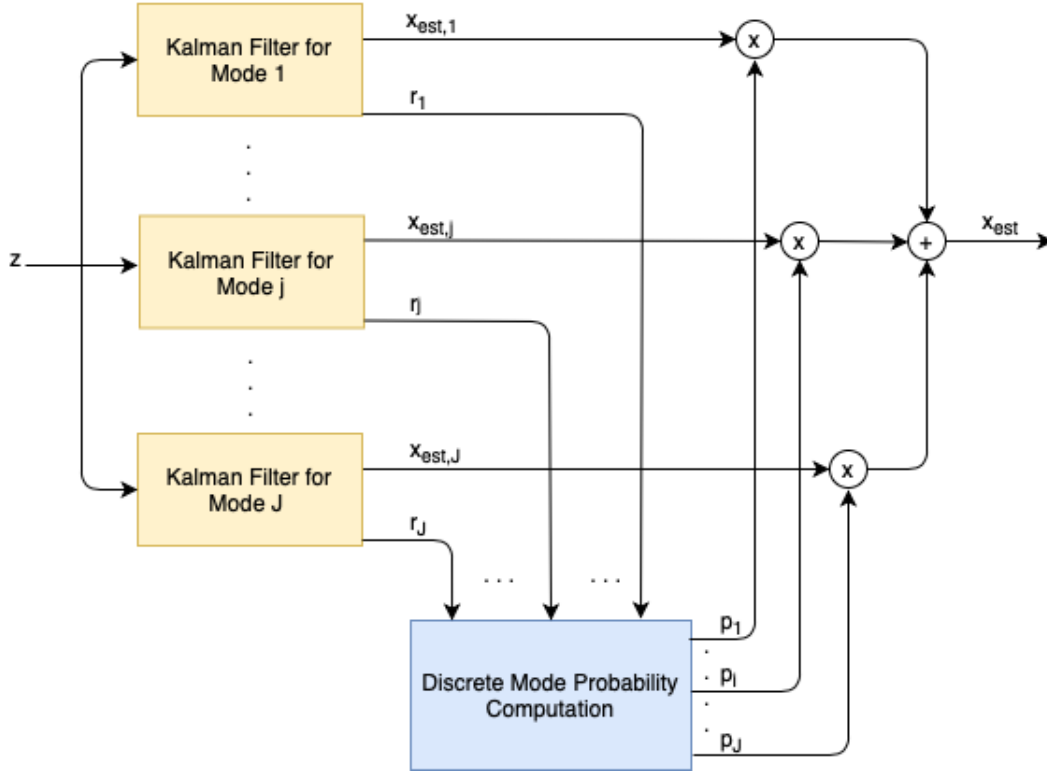 x_est,1
Kalman Filter for
Mode 1
x
r_1
x_est,j
x_est
z
Kalman Filter for
Mode j
x
+
r_j
x_est,J
Kalman Filter for
Mode J
x
r_J
p_1
Discrete Mode Probability
Computation
p_i
p_J